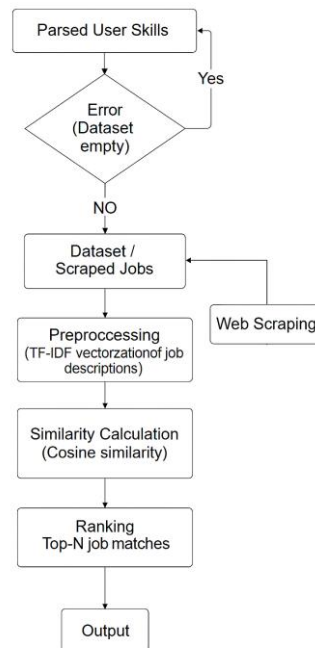 Parsed User Skills
Yes
Error
(Dataset
empty)
NO
Dataset /
Scraped Jobs
Web Scraping
Preproccessing
(TF-IDF vectorzationof job
descriptions)
Similarity Calculation
(Cosine similarity)
Ranking
Top-N job matches
Output